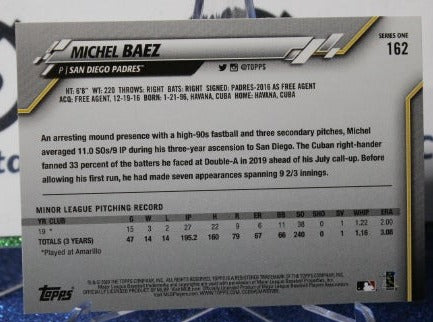 MICHEL BAEZ
SERIES ONE
162
P | SAN DIEGO PADRES™
@TOPPS
HT: 6'8" WT: 220 THROWS: RIGHT BATS: RIGHT SIGNED: PADRES-2016 AS FREE AGENT
ACQ: FREE AGENT, 12-19-16 BORN: 1-21-96, HAVANA, CUBA HOME: HAVANA, CUBA
An arresting mound presence with a high-90s fastball and three secondary pitches, Michel
averaged 11.0 SOs/9 IP during his three-year ascension to San Diego. The Cuban right-hander
fanned 33 percent of the batters he faced at Double-A in 2019 ahead of his July call-up. Before
allowing his first run, he had made seven appearances spanning 9 2/3 innings.
MINOR LEAGUE PITCHING RECORD
YR CLUB G W L IP H R ER BB SO SHO SV WHIP ERA
19 * 15 3 2 27 22 9 6 11 38 0 1 1.22 2.00
TOTALS (3 YEARS) 47 14 14 195.2 160 79 67 66 240 0 1 1.16 3.08
*Played at Amarillo
Topps